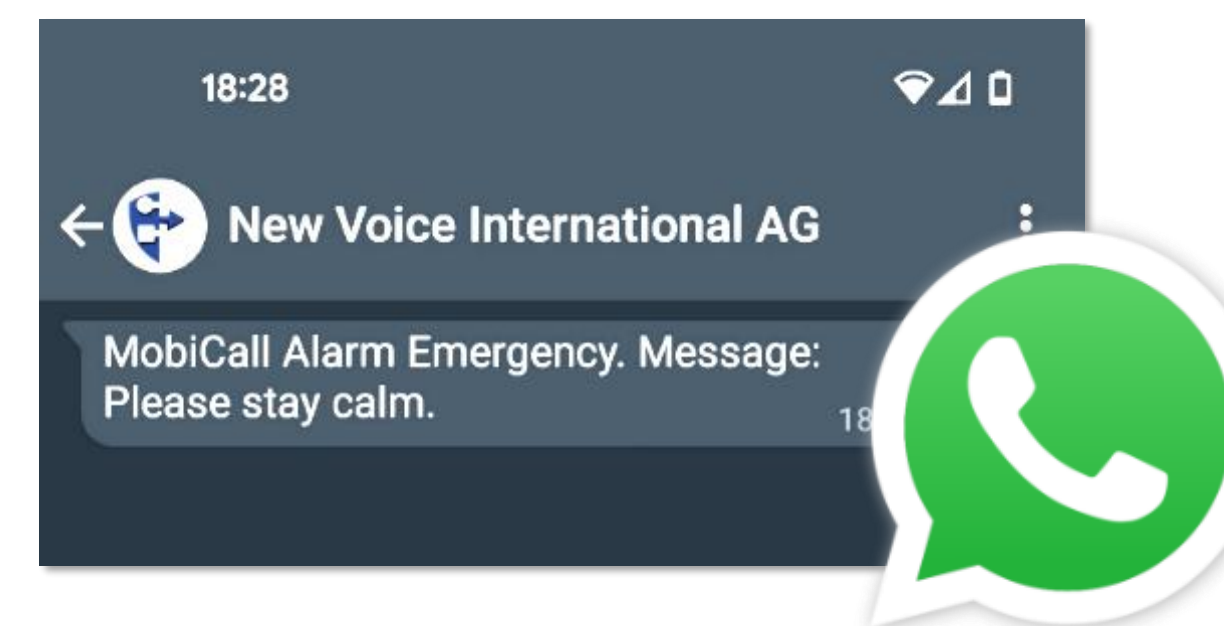 18:28
New Voice International AG
MobiCall Alarm Emergency. Message:
Please stay calm.
18